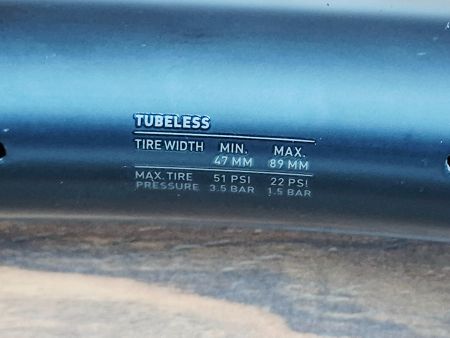 TUBELESS
TIRE WIDTH MIN. MAX.
47 MM 89 MM
MAX. TIRE 51 PSI 22 PSI
PRESSURE 3.5 BAR 1.5 BAR